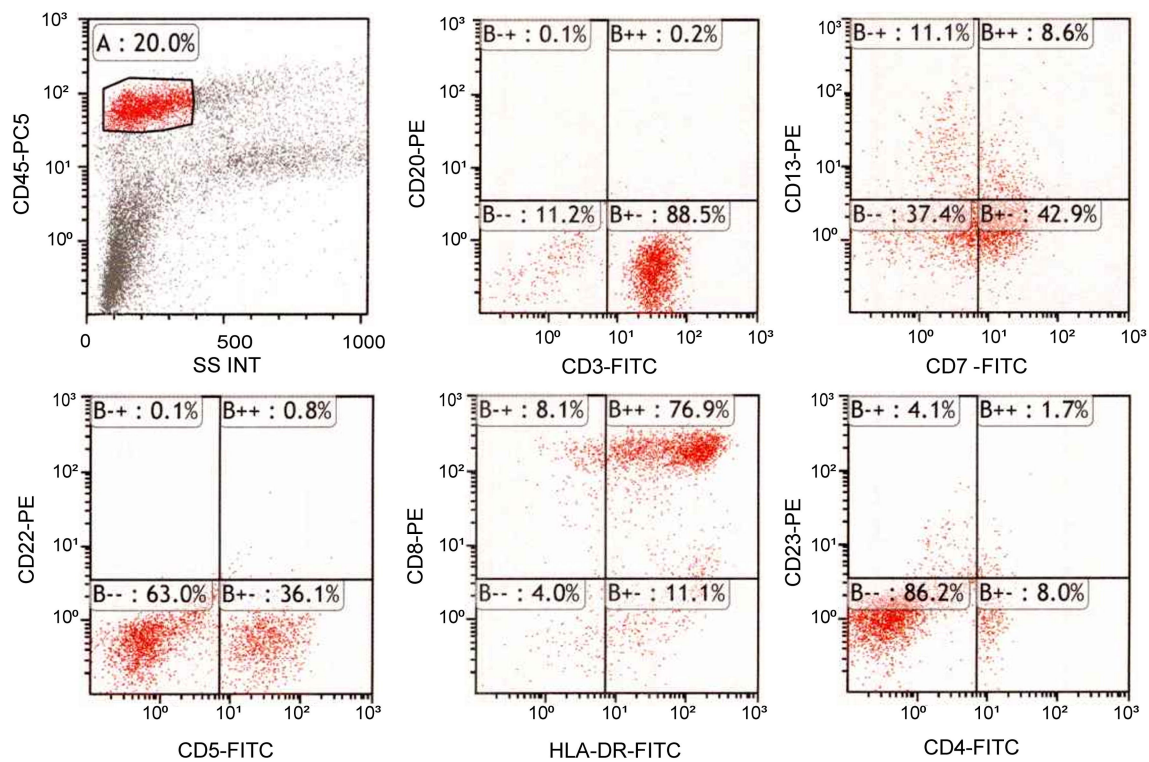 A : 20.0%
10³
10²
10¹
10⁰
CD45-PC5
0 500 1000
SS INT
B-+ : 0.1% B++ : 0.2%
B-- : 11.2% B+- : 88.5%
10³
10²
10¹
10⁰
CD20-PE
10⁰ 10¹ 10² 10³
CD3-FITC
B-+ : 11.1% B++ : 8.6%
B-- : 37.4% B+- : 42.9%
10³
10²
10¹
10⁰
CD13-PE
10⁰ 10¹ 10² 10³
CD7 -FITC
B-+ : 0.1% B++ : 0.8%
B-- : 63.0% B+- : 36.1%
10³
10²
10¹
10⁰
CD22-PE
10⁰ 10¹ 10² 10³
CD5-FITC
B-+ : 8.1% B++ : 76.9%
B-- : 4.0% B+- : 11.1%
10³
10²
10¹
10⁰
CD8-PE
10⁰ 10¹ 10² 10³
HLA-DR-FITC
B-+ : 4.1% B++ : 1.7%
B-- : 86.2% B+- : 8.0%
10³
10²
10¹
10⁰
CD23-PE
10⁰ 10¹ 10² 10³
CD4-FITC